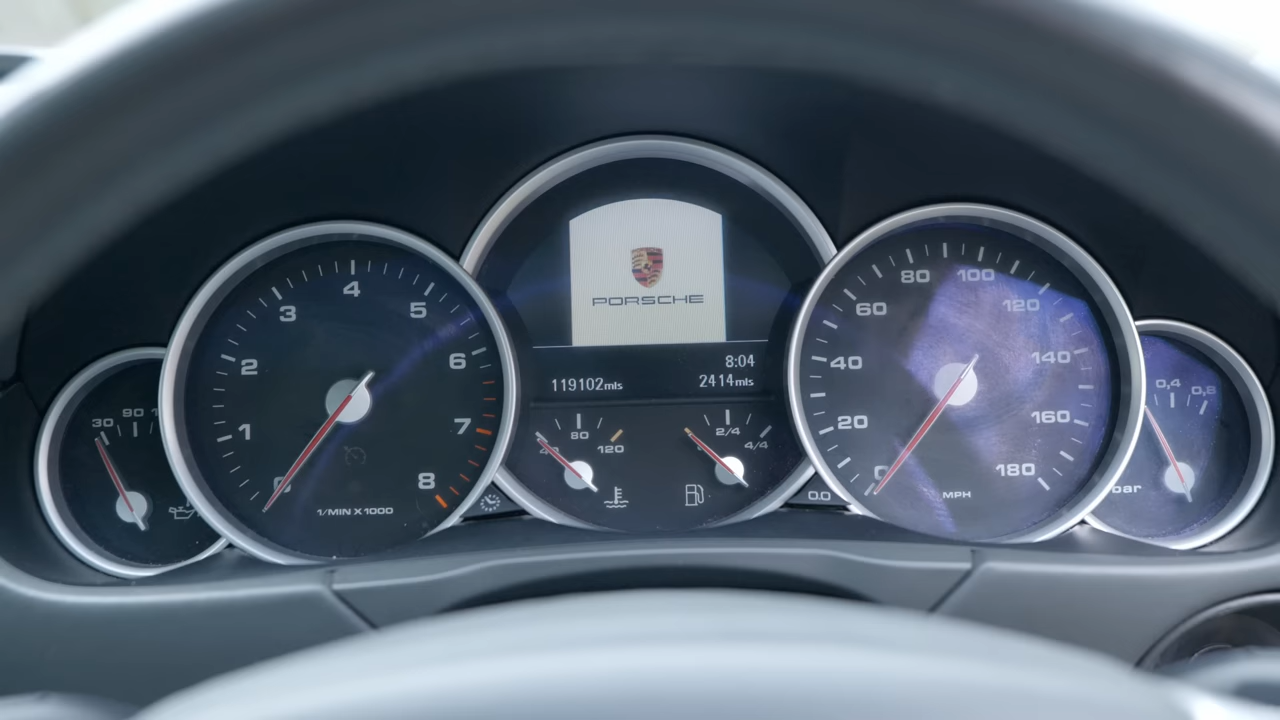 30 90 1
1 2 3 4 5 6 7 8
1/MIN X 1000
PORSCHE
8:04
119102mls 2414mls
80 120
2/4 4/4
0.0
0 20 40 60 80 100 120 140 160 180
MPH
0,4 0,8
bar